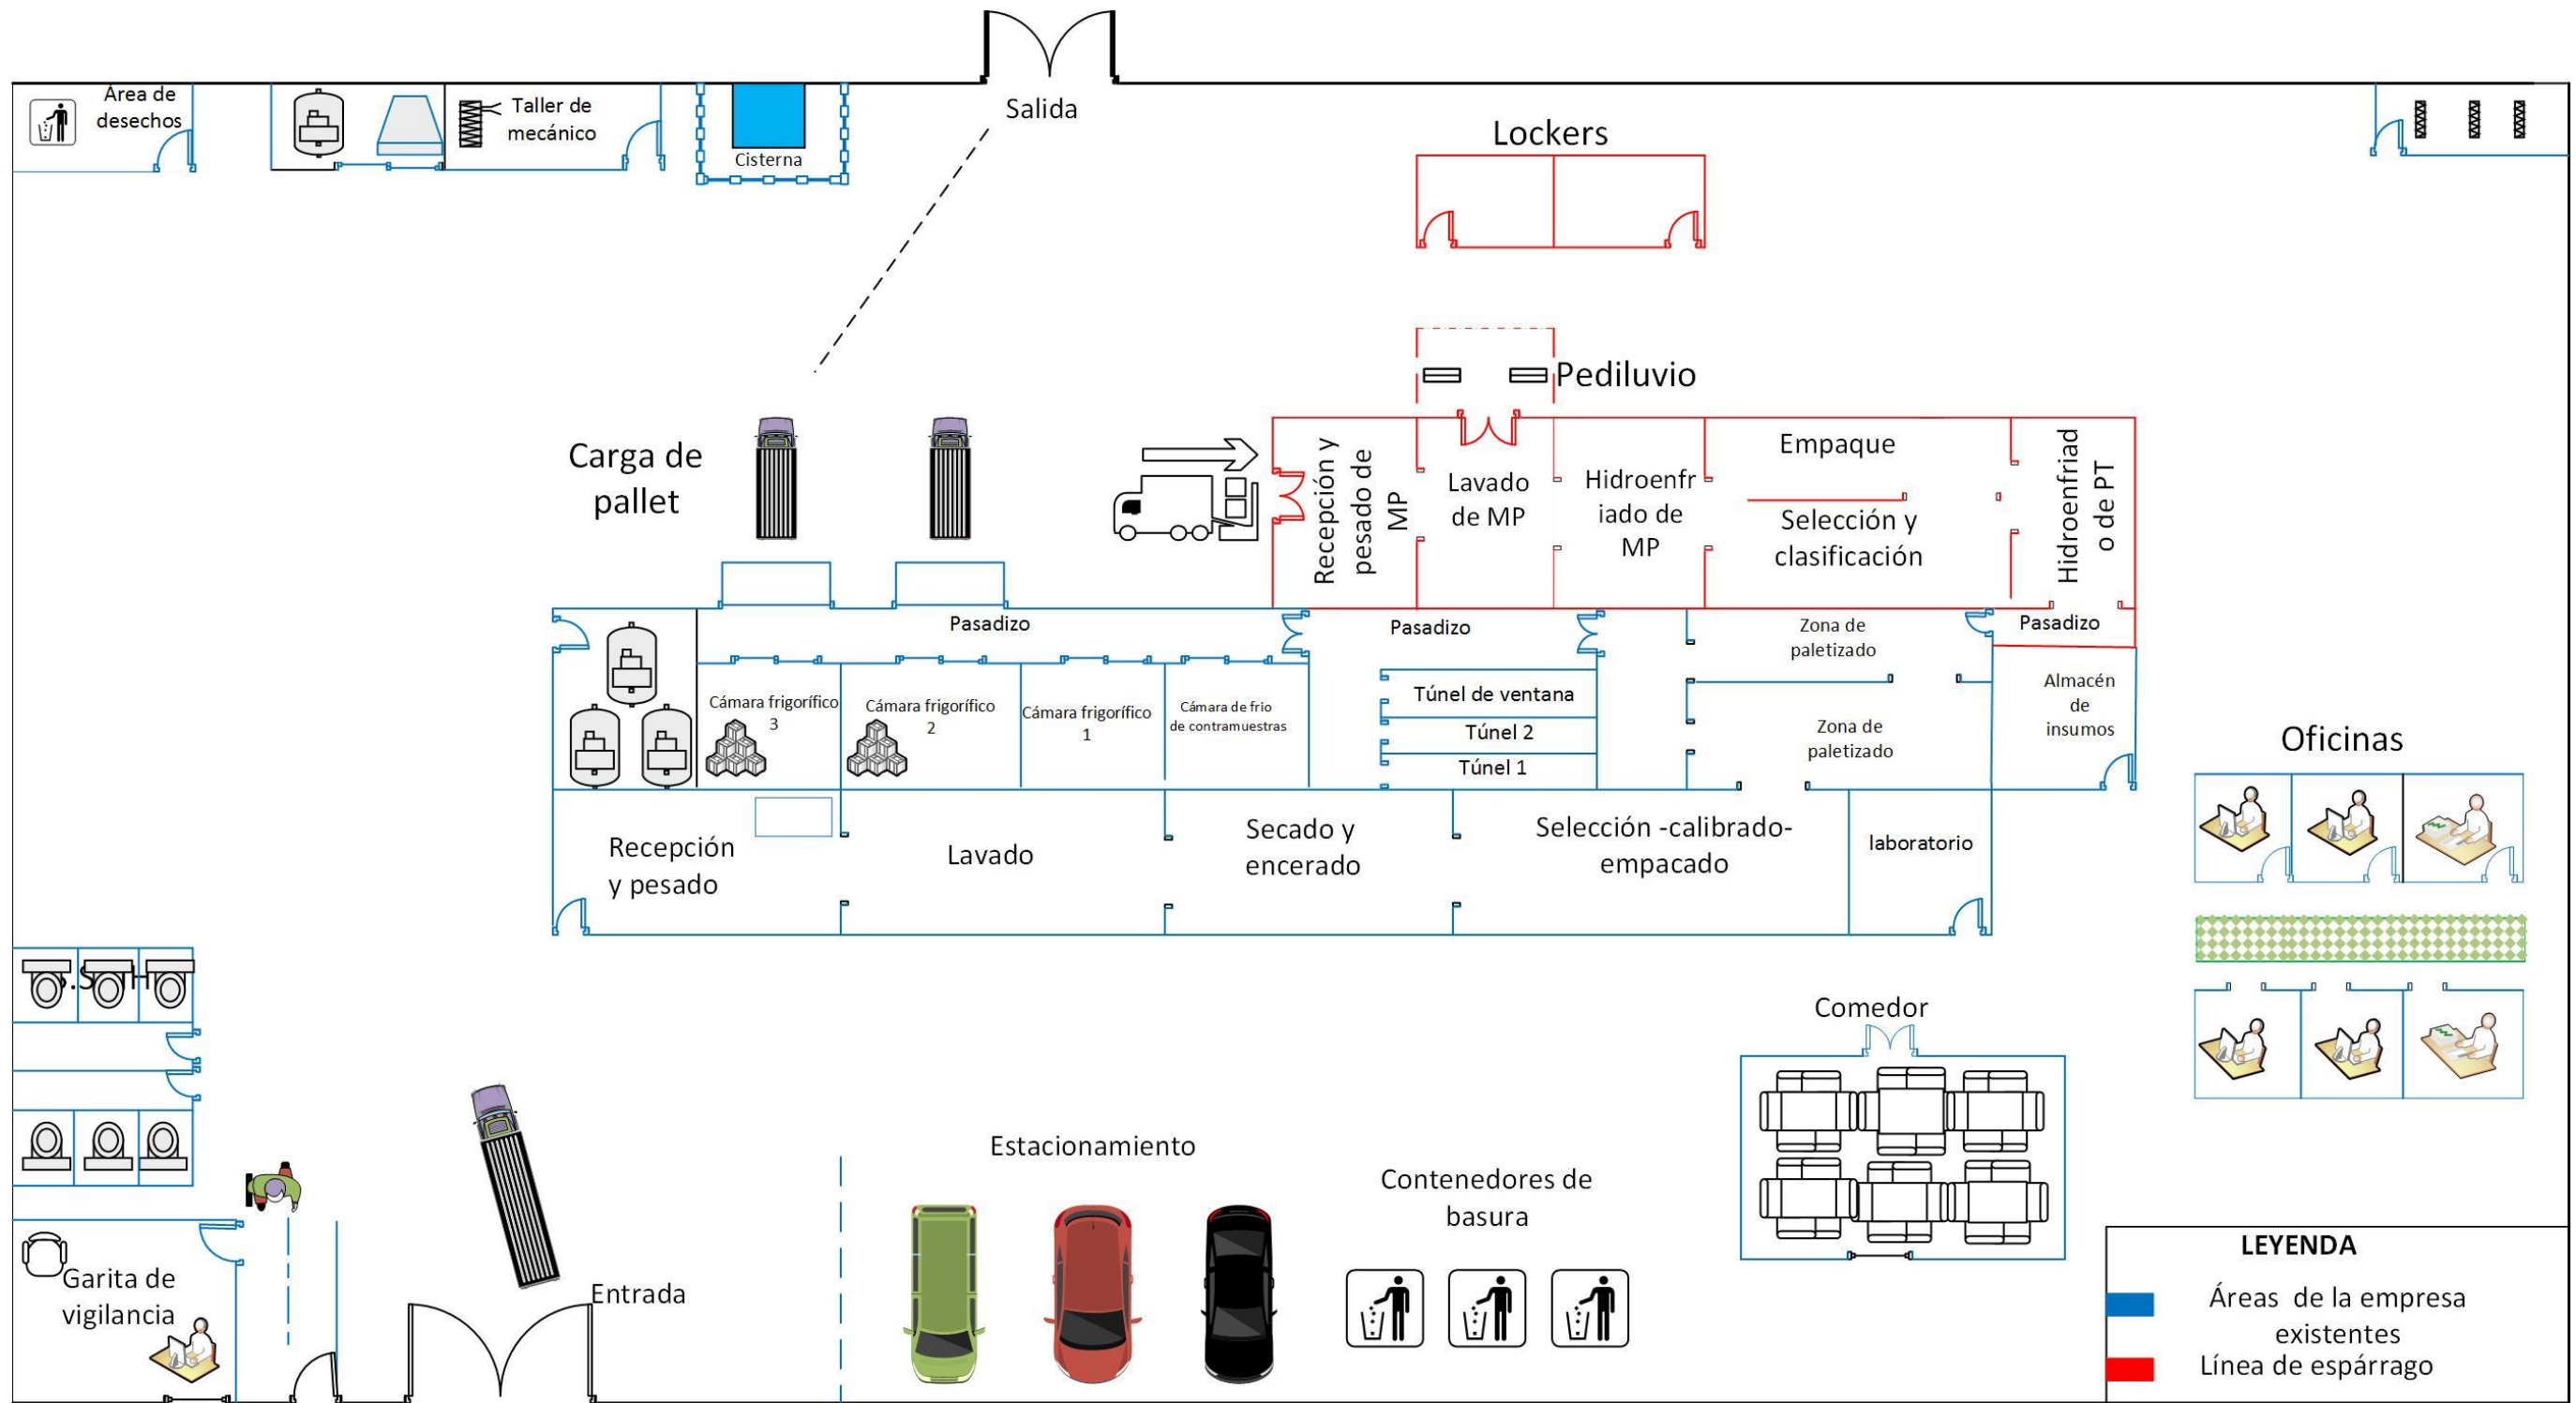 Salida
Área de
desechos
Taller de
mecánico
Cisterna
Lockers
Pediluvio
Carga de
pallet
Recepción y
pesado de
MP
Lavado
de MP
Hidroenfr
iado de
MP
Empaque
Selección y
clasificación
Hidroenfriad
o de PT
Pasadizo
Pasadizo
Zona de
paletizado
Pasadizo
Cámara frigorífico
3
Cámara frigorífico
2
Cámara frigorífico
1
Cámara de frio
de contramuestras
Túnel de ventana
Túnel 2
Túnel 1
Zona de
paletizado
Almacén
de
insumos
Oficinas
Recepción
y pesado
Lavado
Secado y
encerado
Selección -calibrado-
empacado
laboratorio
Comedor
Estacionamiento
Contenedores de
basura
Garita de
vigilancia
Entrada
LEYENDA
Áreas de la empresa
existentes
Línea de espárrago